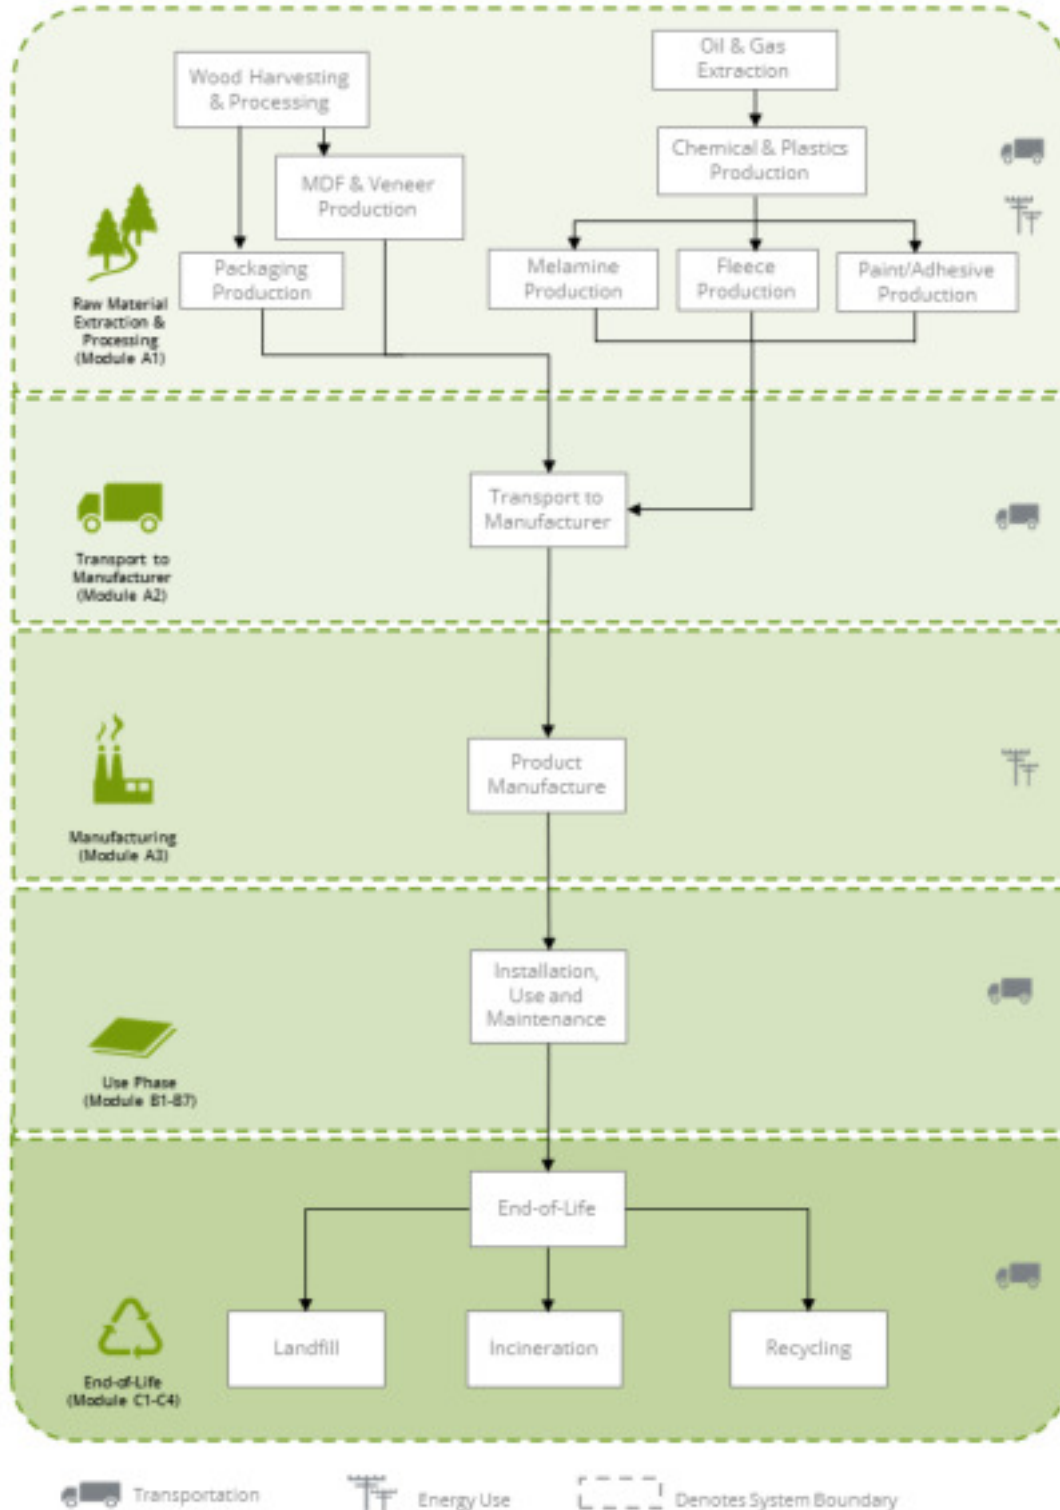 Wood Harvesting
& Processing
Oil & Gas
Extraction
Chemical & Plastics
Production
MDF & Veneer
Production
Packaging
Production
Melamine
Production
Fleece
Production
Paint/Adhesive
Production
Raw Material
Extraction &
Processing
(Module A1)
Transport to
Manufacturer
Transport to
Manufacturer
(Module A2)
Product
Manufacture
Manufacturing
(Module A3)
Installation,
Use and
Maintenance
Use Phase
(Module B1-B7)
End-of-Life
Landfill
Incineration
Recycling
End-of-Life
(Module C1-C4)
Transportation
Energy Use
Denotes System Boundary